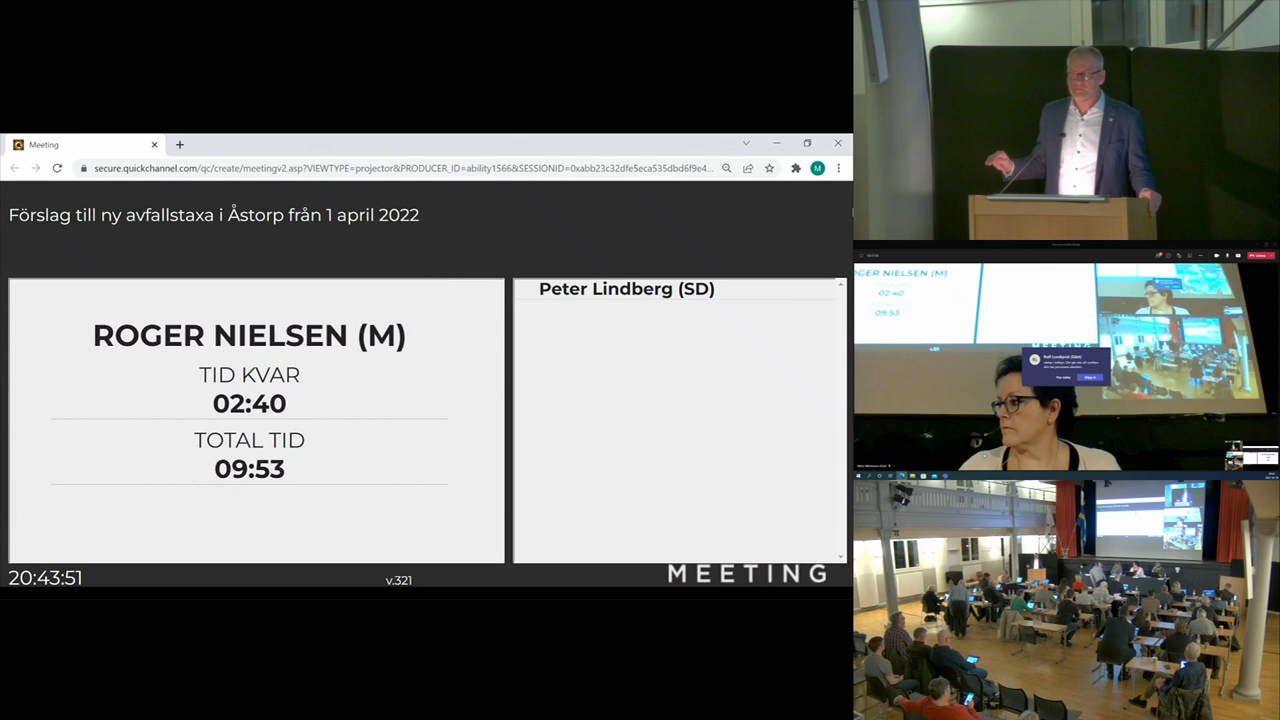 Meeting
secure.quickchannel.com/qc/create/meetingv2.asp?VIEWTYPE=projector&PRODUCER_ID=ability1566&SESSIONID=0xabb23c32dfe5eca535dbd6f9e4...
M
Förslag till ny avfallstaxa i Åstorp från 1 april 2022
ROGER NIELSEN (M)
TID KVAR
02:40
TOTAL TID
09:53
Peter Lindberg (SD)
20:43:51
v.321
MEETING
OGER NIELSEN (M)
02:40
09:53